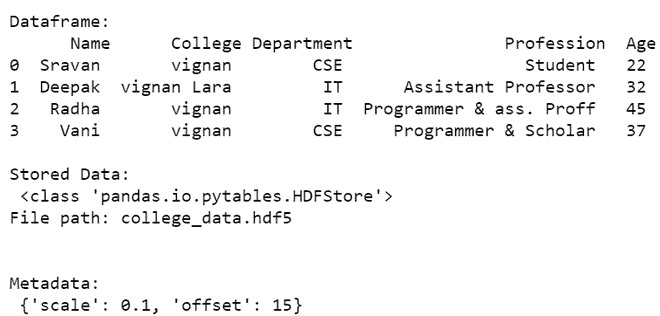 Dataframe:
Name College Department Profession Age
0 Sravan vignan CSE Student 22
1 Deepak vignan Lara IT Assistant Professor 32
2 Radha vignan IT Programmer & ass. Proff 45
3 Vani vignan CSE Programmer & Scholar 37
Stored Data:
<class 'pandas.io.pytables.HDFStore'>
File path: college_data.hdf5
Metadata:
{'scale': 0.1, 'offset': 15}